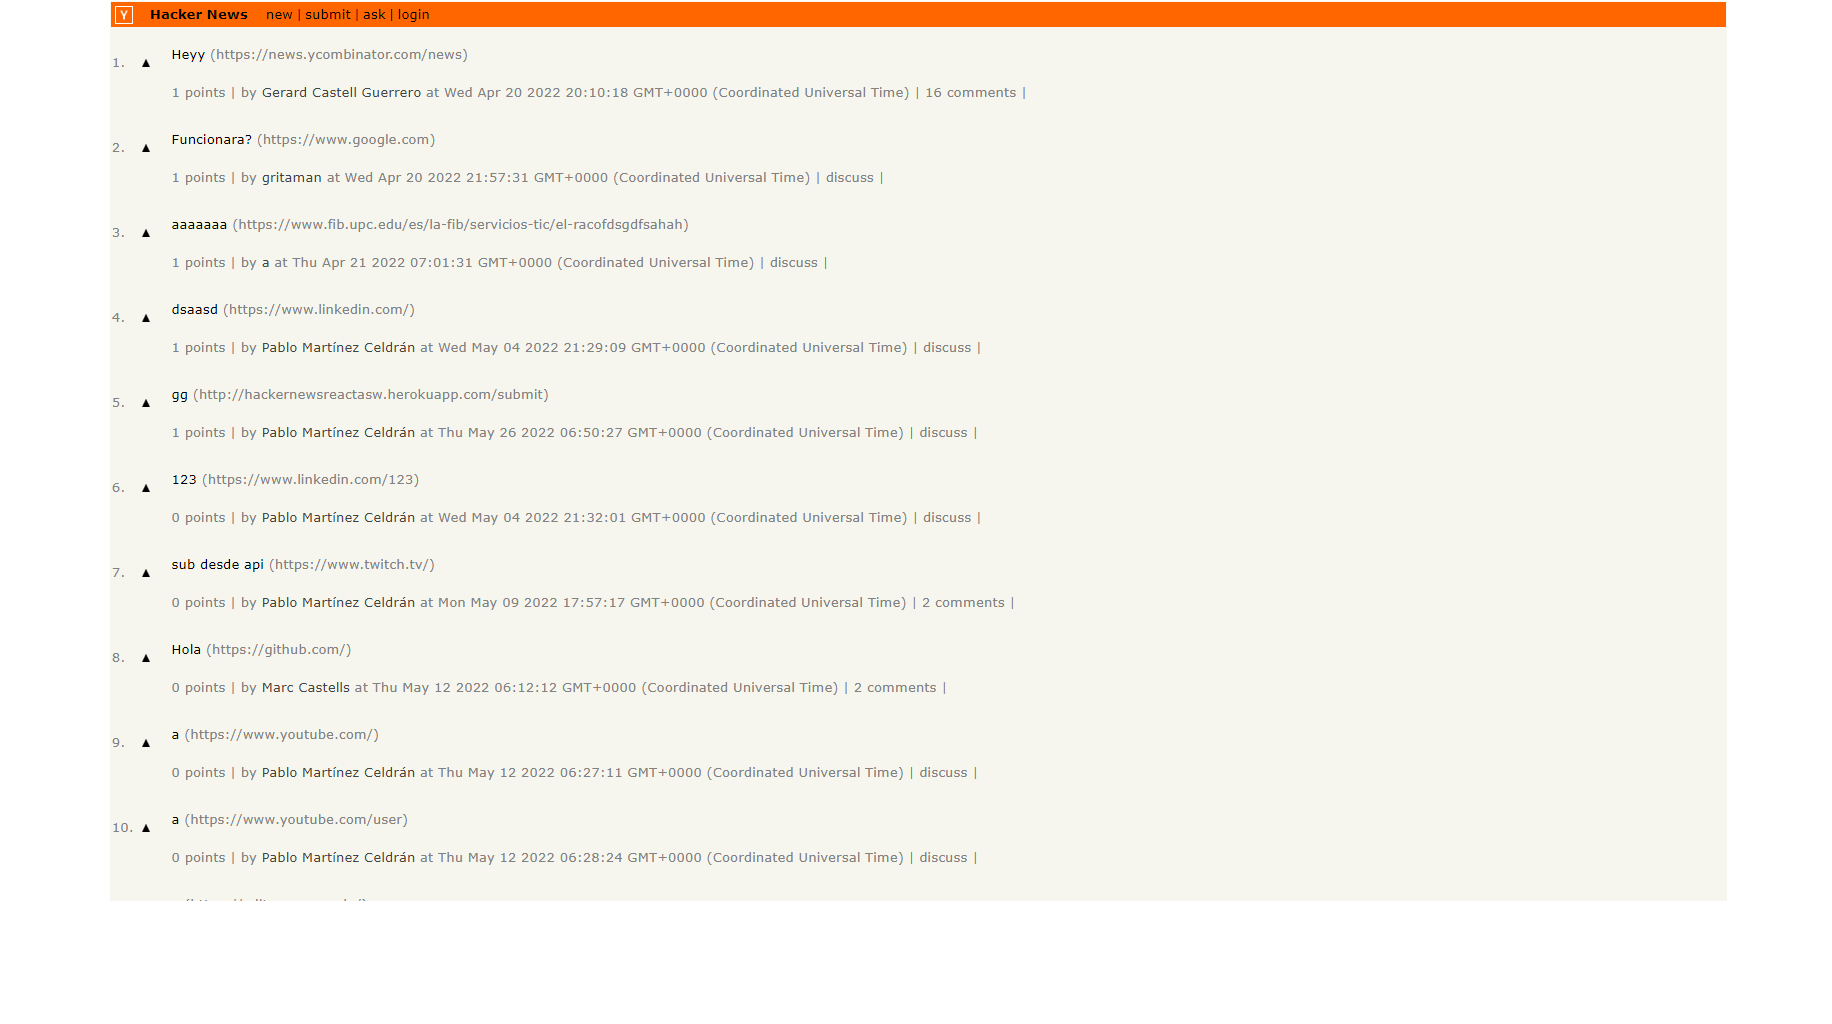 Y Hacker News new | submit | ask | login
1. ▲ Heyy (https://news.ycombinator.com/news)
1 points | by Gerard Castell Guerrero at Wed Apr 20 2022 20:10:18 GMT+0000 (Coordinated Universal Time) | 16 comments |
2. ▲ Funcionara? (https://www.google.com)
1 points | by gritaman at Wed Apr 20 2022 21:57:31 GMT+0000 (Coordinated Universal Time) | discuss |
3. ▲ aaaaaaa (https://www.fib.upc.edu/es/la-fib/servicios-tic/el-racofdsgdfsahah)
1 points | by a at Thu Apr 21 2022 07:01:31 GMT+0000 (Coordinated Universal Time) | discuss |
4. ▲ dsaasd (https://www.linkedin.com/)
1 points | by Pablo Martínez Celdrán at Wed May 04 2022 21:29:09 GMT+0000 (Coordinated Universal Time) | discuss |
5. ▲ gg (http://hackernewsreactasw.herokuapp.com/submit)
1 points | by Pablo Martínez Celdrán at Thu May 26 2022 06:50:27 GMT+0000 (Coordinated Universal Time) | discuss |
6. ▲ 123 (https://www.linkedin.com/123)
0 points | by Pablo Martínez Celdrán at Wed May 04 2022 21:32:01 GMT+0000 (Coordinated Universal Time) | discuss |
7. ▲ sub desde api (https://www.twitch.tv/)
0 points | by Pablo Martínez Celdrán at Mon May 09 2022 17:57:17 GMT+0000 (Coordinated Universal Time) | 2 comments |
8. ▲ Hola (https://github.com/)
0 points | by Marc Castells at Thu May 12 2022 06:12:12 GMT+0000 (Coordinated Universal Time) | 2 comments |
9. ▲ a (https://www.youtube.com/)
0 points | by Pablo Martínez Celdrán at Thu May 12 2022 06:27:11 GMT+0000 (Coordinated Universal Time) | discuss |
10. ▲ a (https://www.youtube.com/user)
0 points | by Pablo Martínez Celdrán at Thu May 12 2022 06:28:24 GMT+0000 (Coordinated Universal Time) | discuss |